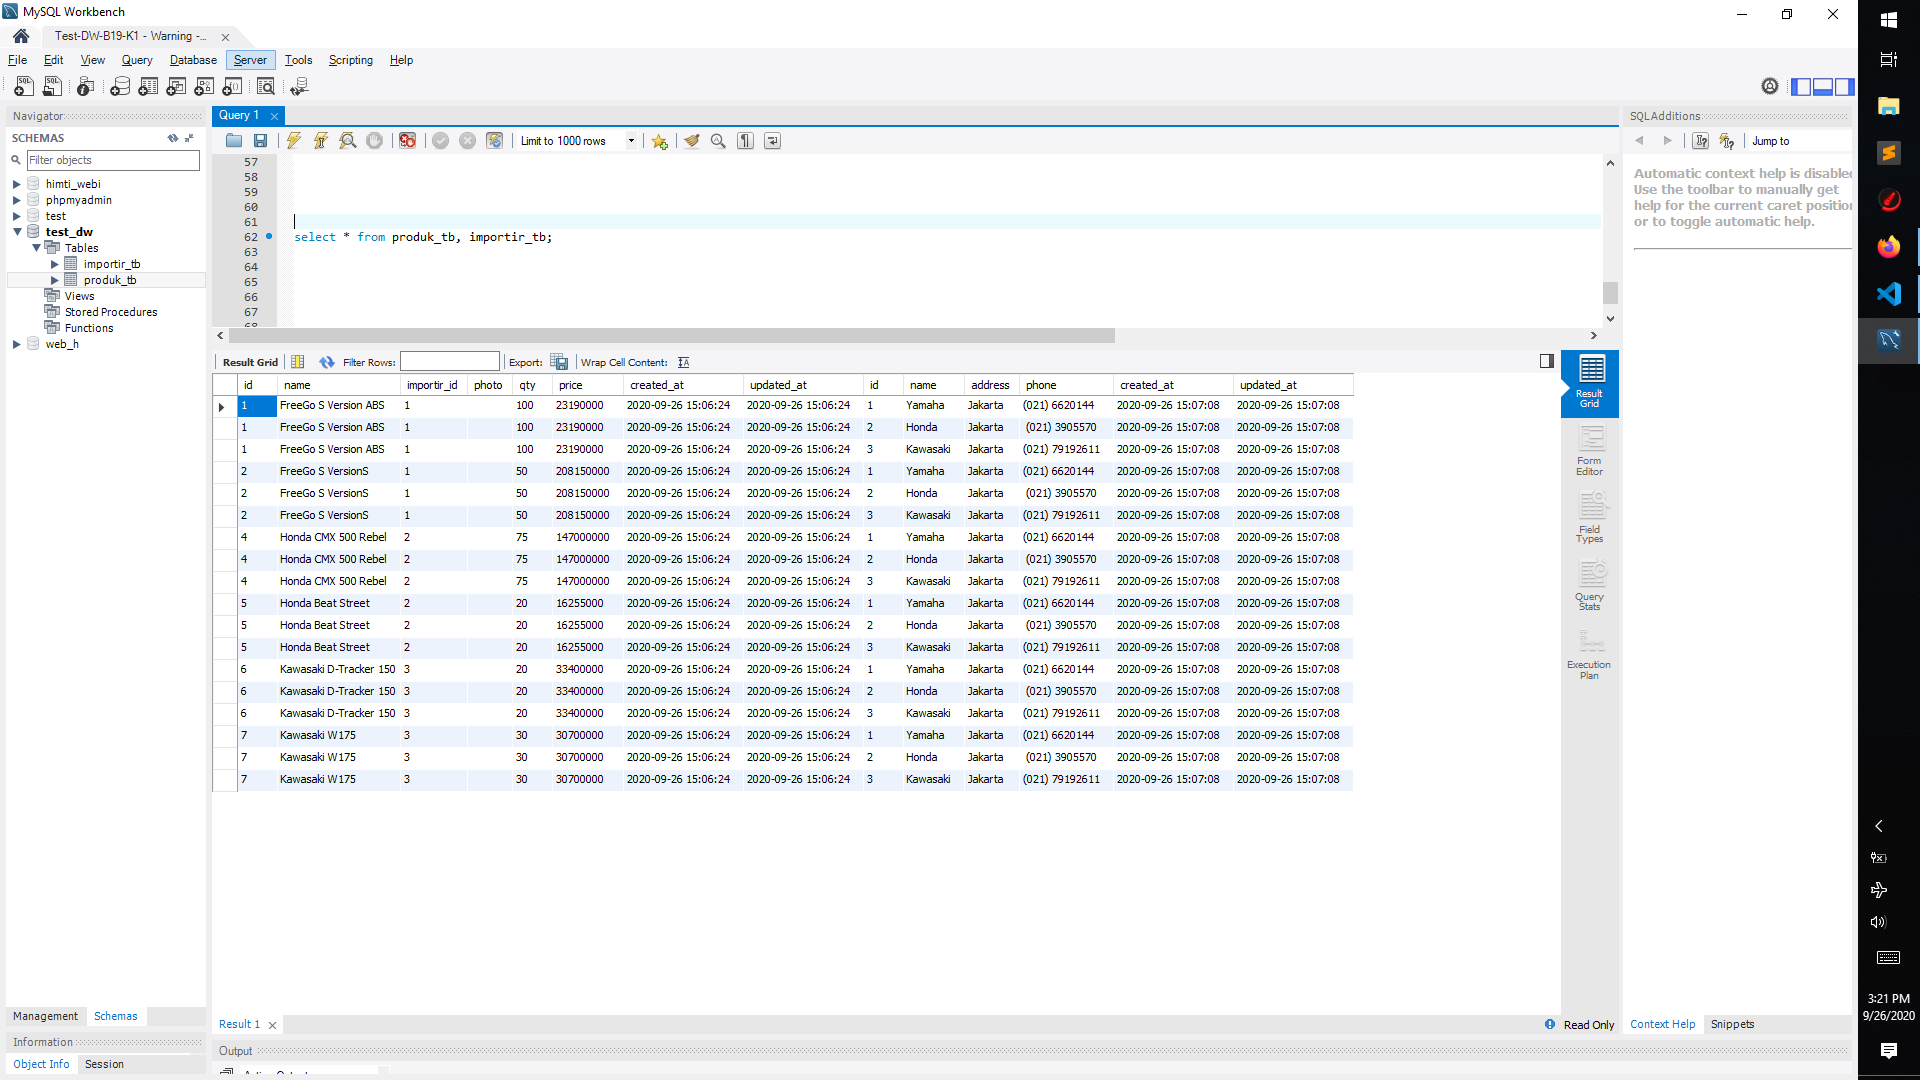 MySQL Workbench
Test-DW-B19-K1 - Warning -...
File Edit View Query Database Server Tools Scripting Help
Navigator
SCHEMAS
Filter objects
himti_webi
phpmyadmin
test
test_dw
Tables
importir_tb
produk_tb
Views
Stored Procedures
Functions
web_h
Management Schemas
Information
Object Info Session
Query 1
Limit to 1000 rows
57
58
59
60
61
62 select * from produk_tb, importir_tb;
63
64
65
66
67
68
Result Grid Filter Rows: Export: Wrap Cell Content:
id name importir_id photo qty price created_at updated_at id name address phone created_at updated_at
1 FreeGo S Version ABS 1 100 23190000 2020-09-26 15:06:24 2020-09-26 15:06:24 1 Yamaha Jakarta (021) 6620144 2020-09-26 15:07:08 2020-09-26 15:07:08
1 FreeGo S Version ABS 1 100 23190000 2020-09-26 15:06:24 2020-09-26 15:06:24 2 Honda Jakarta (021) 3905570 2020-09-26 15:07:08 2020-09-26 15:07:08
1 FreeGo S Version ABS 1 100 23190000 2020-09-26 15:06:24 2020-09-26 15:06:24 3 Kawasaki Jakarta (021) 79192611 2020-09-26 15:07:08 2020-09-26 15:07:08
2 FreeGo S VersionS 1 50 208150000 2020-09-26 15:06:24 2020-09-26 15:06:24 1 Yamaha Jakarta (021) 6620144 2020-09-26 15:07:08 2020-09-26 15:07:08
2 FreeGo S VersionS 1 50 208150000 2020-09-26 15:06:24 2020-09-26 15:06:24 2 Honda Jakarta (021) 3905570 2020-09-26 15:07:08 2020-09-26 15:07:08
2 FreeGo S VersionS 1 50 208150000 2020-09-26 15:06:24 2020-09-26 15:06:24 3 Kawasaki Jakarta (021) 79192611 2020-09-26 15:07:08 2020-09-26 15:07:08
4 Honda CMX 500 Rebel 2 75 147000000 2020-09-26 15:06:24 2020-09-26 15:06:24 1 Yamaha Jakarta (021) 6620144 2020-09-26 15:07:08 2020-09-26 15:07:08
4 Honda CMX 500 Rebel 2 75 147000000 2020-09-26 15:06:24 2020-09-26 15:06:24 2 Honda Jakarta (021) 3905570 2020-09-26 15:07:08 2020-09-26 15:07:08
4 Honda CMX 500 Rebel 2 75 147000000 2020-09-26 15:06:24 2020-09-26 15:06:24 3 Kawasaki Jakarta (021) 79192611 2020-09-26 15:07:08 2020-09-26 15:07:08
5 Honda Beat Street 2 20 16255000 2020-09-26 15:06:24 2020-09-26 15:06:24 1 Yamaha Jakarta (021) 6620144 2020-09-26 15:07:08 2020-09-26 15:07:08
5 Honda Beat Street 2 20 16255000 2020-09-26 15:06:24 2020-09-26 15:06:24 2 Honda Jakarta (021) 3905570 2020-09-26 15:07:08 2020-09-26 15:07:08
5 Honda Beat Street 2 20 16255000 2020-09-26 15:06:24 2020-09-26 15:06:24 3 Kawasaki Jakarta (021) 79192611 2020-09-26 15:07:08 2020-09-26 15:07:08
6 Kawasaki D-Tracker 150 3 20 33400000 2020-09-26 15:06:24 2020-09-26 15:06:24 1 Yamaha Jakarta (021) 6620144 2020-09-26 15:07:08 2020-09-26 15:07:08
6 Kawasaki D-Tracker 150 3 20 33400000 2020-09-26 15:06:24 2020-09-26 15:06:24 2 Honda Jakarta (021) 3905570 2020-09-26 15:07:08 2020-09-26 15:07:08
6 Kawasaki D-Tracker 150 3 20 33400000 2020-09-26 15:06:24 2020-09-26 15:06:24 3 Kawasaki Jakarta (021) 79192611 2020-09-26 15:07:08 2020-09-26 15:07:08
7 Kawasaki W175 3 30 30700000 2020-09-26 15:06:24 2020-09-26 15:06:24 1 Yamaha Jakarta (021) 6620144 2020-09-26 15:07:08 2020-09-26 15:07:08
7 Kawasaki W175 3 30 30700000 2020-09-26 15:06:24 2020-09-26 15:06:24 2 Honda Jakarta (021) 3905570 2020-09-26 15:07:08 2020-09-26 15:07:08
7 Kawasaki W175 3 30 30700000 2020-09-26 15:06:24 2020-09-26 15:06:24 3 Kawasaki Jakarta (021) 79192611 2020-09-26 15:07:08 2020-09-26 15:07:08
Result
Grid
Form
Editor
Field
Types
Query
Stats
Execution
Plan
Result 1
Read Only
Output
SQLAdditions
Jump to
Automatic context help is disabled
Use the toolbar to manually get
help for the current caret position
or to toggle automatic help.
Context Help Snippets
3:21 PM
9/26/2020